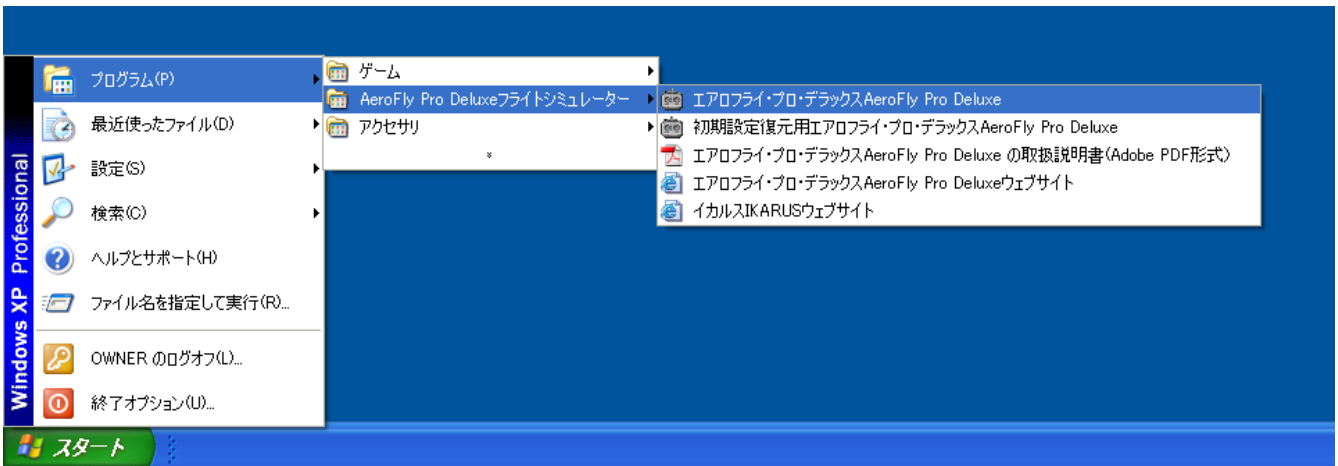 Windows XP Professional
プログラム(P)
最近使ったファイル(D)
設定(S)
検索(C)
ヘルプとサポート(H)
ファイル名を指定して実行(R)...
OWNER のログオフ(L)...
終了オプション(U)...
ゲーム
AeroFly Pro Deluxeフライトシミュレーター
アクセサリ
エアロフライ・プロ・デラックスAeroFly Pro Deluxe
初期設定復元用エアロフライ・プロ・デラックスAeroFly Pro Deluxe
エアロフライ・プロ・デラックスAeroFly Pro Deluxe の取扱説明書(Adobe PDF形式)
エアロフライ・プロ・デラックスAeroFly Pro Deluxeウェブサイト
イカルスIKARUSウェブサイト
スタート